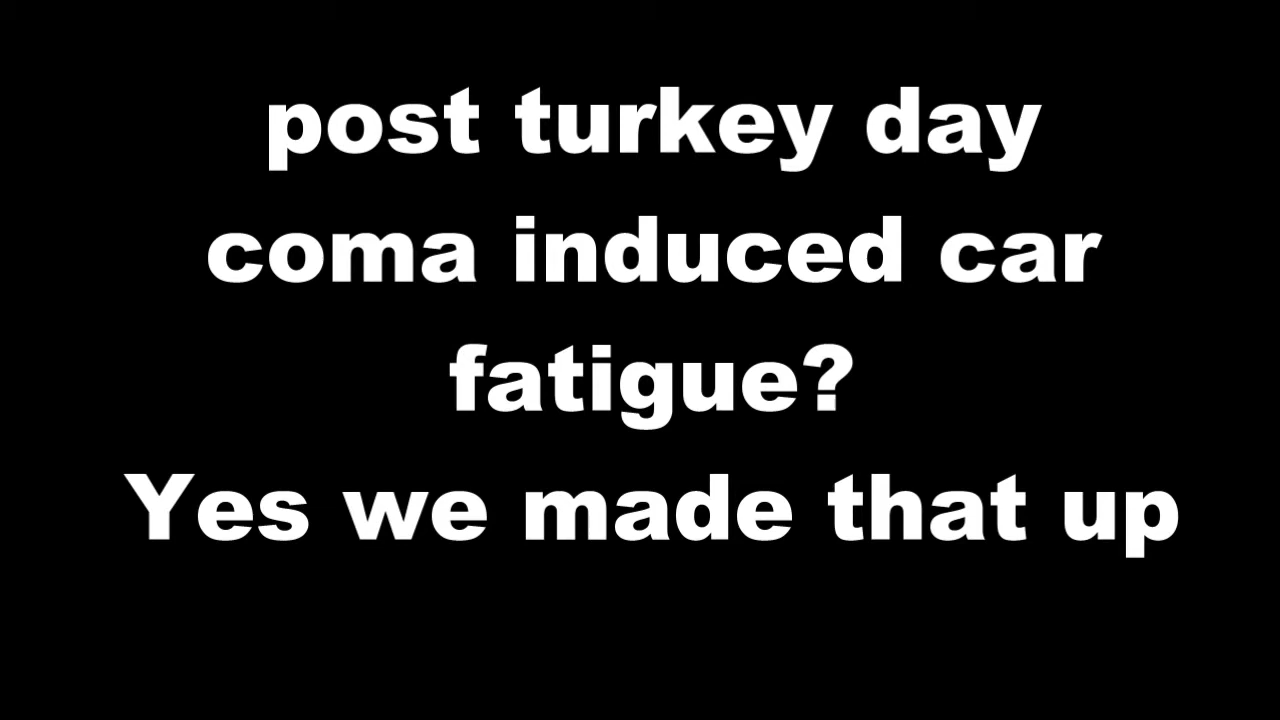 post turkey day
coma induced car
fatigue?
Yes we made that up